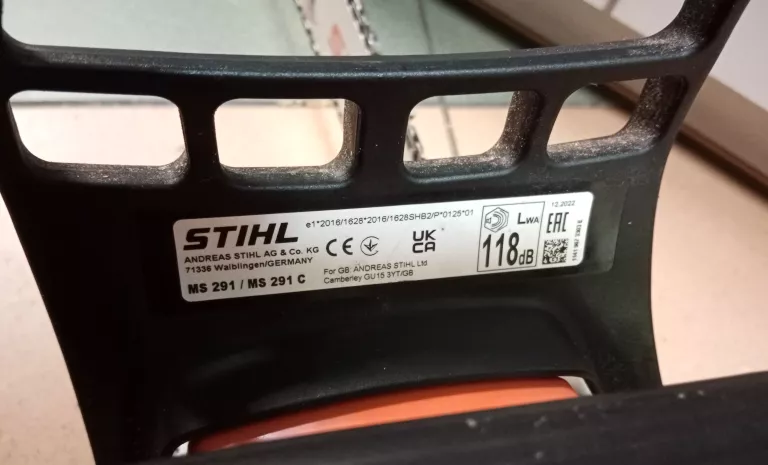 STIHL
e1*2016/1628*2016/1628SHB2/P*0125*01
ANDREAS STIHL AG & Co. KG
71336 Waiblingen/GERMANY
MS 291 / MS 291 C
CE
UK
CA
For GB: ANDREAS STIHL Ltd.
Camberley GU15 3YT/GB
LWA
118dB
12.2022
EAC